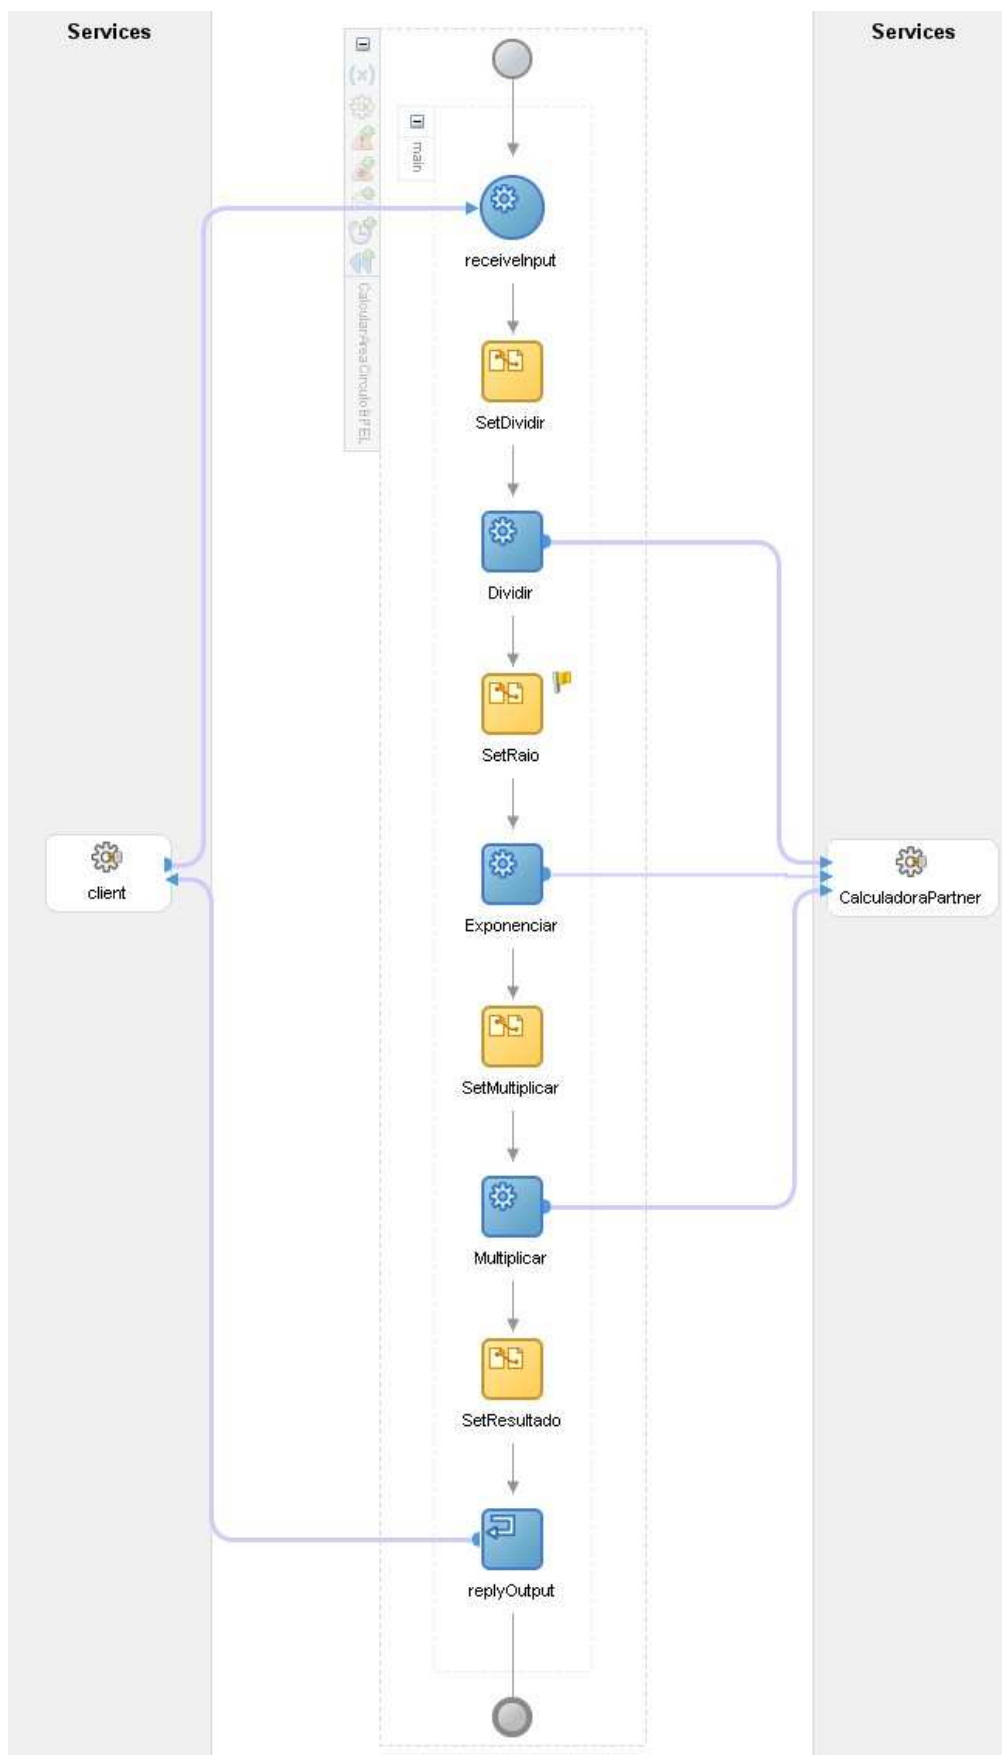 Services
Services
(x)
main
receiveInput
CalcularAreaCirculoBPEL
SetDividir
Dividir
SetRaio
client
CalculadoraPartner
Exponenciar
SetMultiplicar
Multiplicar
SetResultado
replyOutput